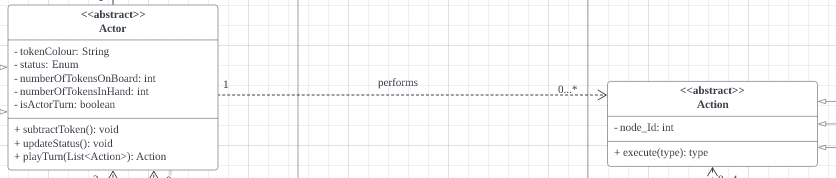 <<abstract>>
Actor
- tokenColour: String
- status: Enum
- numberOfTokensOnBoard: int
- numberOfTokensInHand: int
- isActorTurn: boolean
+ subtractToken(): void
+ updateStatus(): void
+ playTurn(List<Action>): Action
1
performs
0...*
<<abstract>>
Action
- node_Id: int
+ execute(type): type